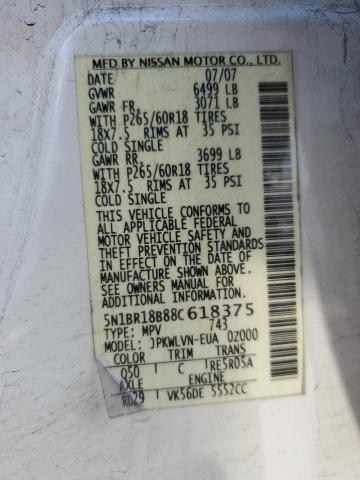 MFD BY NISSAN MOTOR CO., LTD.
DATE 07/07
GVWR 6499 LB
GAWR FR. 3071 LB
WITH P265/60R18 TIRES
18X7.5 RIMS AT 35 PSI
COLD SINGLE
GAWR RR. 3699 LB
WITH P265/60R18 TIRES
18X7.5 RIMS AT 35 PSI
COLD SINGLE
THIS VEHICLE CONFORMS TO
ALL APPLICABLE FEDERAL
MOTOR VEHICLE SAFETY AND
THEFT PREVENTION STANDARDS
IN EFFECT ON THE DATE OF
MANUFACTURE SHOWN ABOVE.
SEE OWNERS MANUAL FOR
ADDITIONAL INFORMATION
5N1BR18B88C618375
TYPE: MPV 743
MODEL: JPKWLVN-EUA 0Z000
COLOR TRIM TRANS
Q50 C RE5R05A
AXLE ENGINE
RD29 VK56DE 5552CC